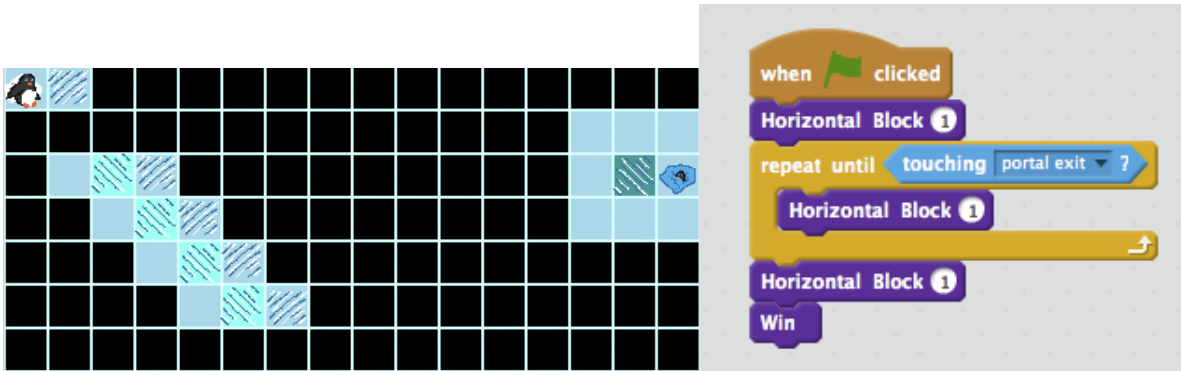 when clicked
Horizontal Block 1
repeat until touching portal exit ?
Horizontal Block 1
Horizontal Block 1
Win